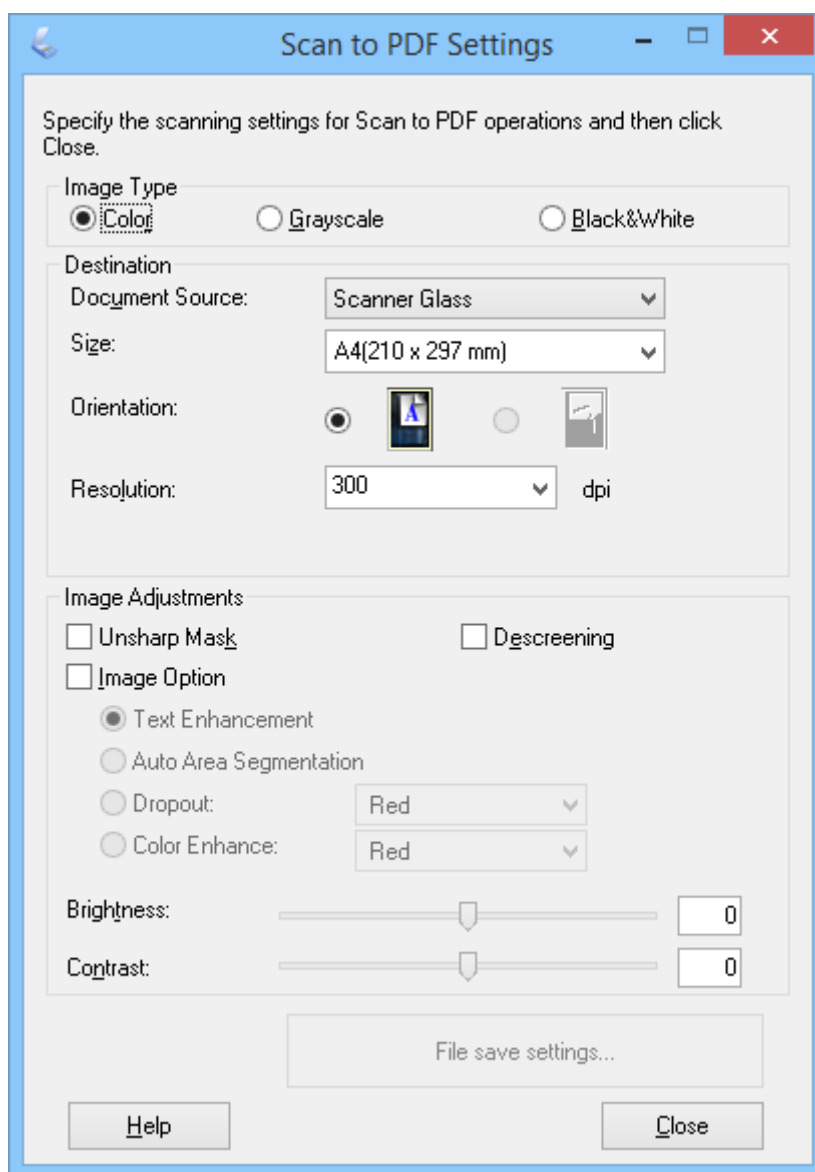 Scan to PDF Settings
Specify the scanning settings for Scan to PDF operations and then click
Close.
Image Type
Color Grayscale Black&White
Destination
Document Source: Scanner Glass
Size: A4(210 x 297 mm)
Orientation: A
Resolution: 300 dpi
Image Adjustments
Unsharp Mask Descreening
Image Option
Text Enhancement
Auto Area Segmentation
Dropout: Red
Color Enhance: Red
Brightness: 0
Contrast: 0
File save settings...
Help Close